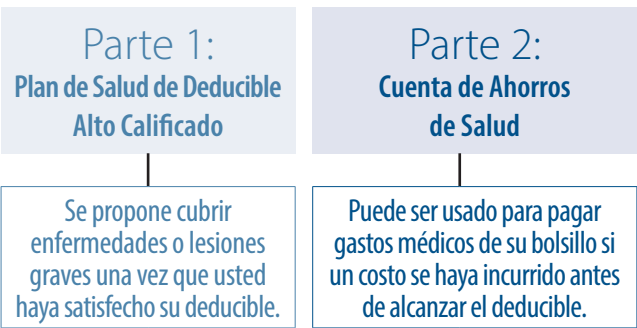 Parte 1:
Plan de Salud de Deducible
Alto Calificado
Se propone cubrir
enfermedades o lesiones
graves una vez que usted
haya satisfecho su deducible.
Parte 2:
Cuenta de Ahorros
de Salud
Puede ser usado para pagar
gastos médicos de su bolsillo si
un costo se haya incurrido antes
de alcanzar el deducible.